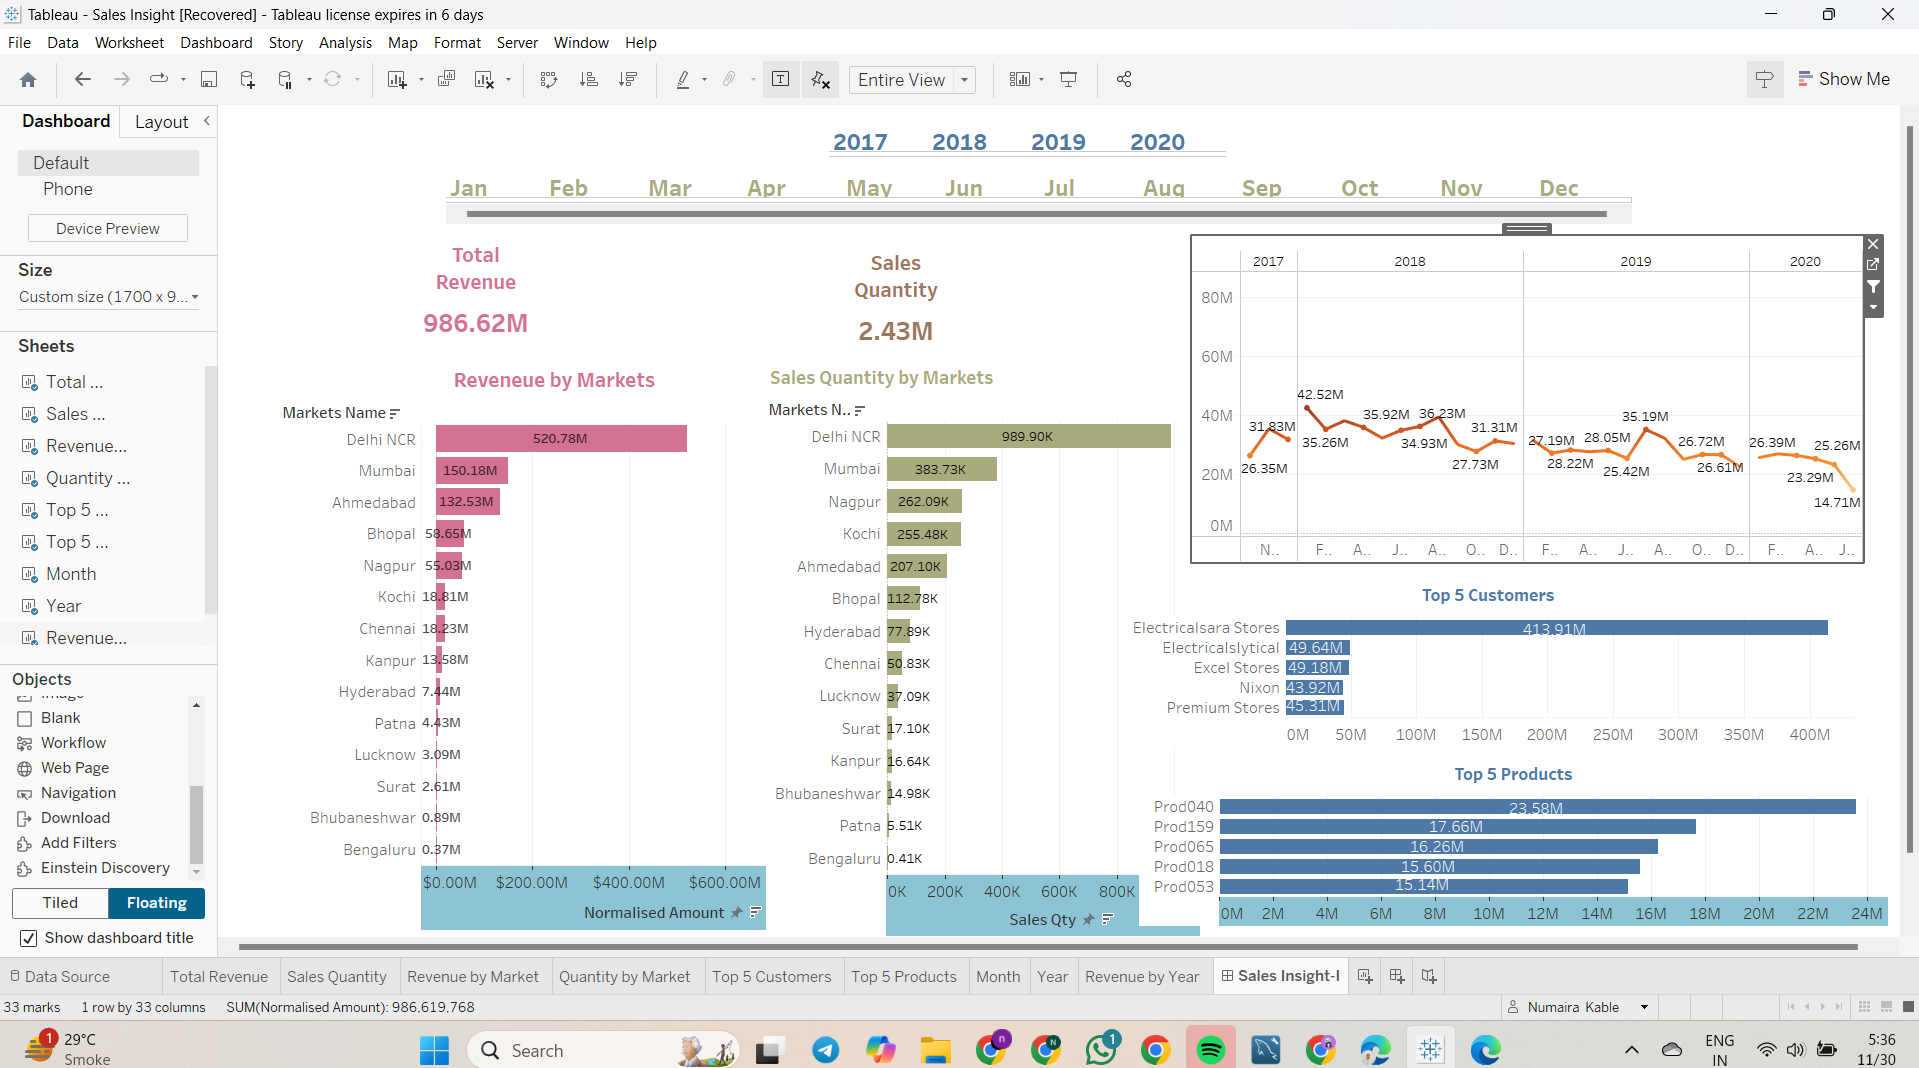 Tableau - Sales Insight [Recovered] - Tableau license expires in 6 days
File Data Worksheet Dashboard Story Analysis Map Format Server Window Help
Entire View
Show Me
Dashboard Layout
Default
Phone
Device Preview
Size
Custom size (1700 x 9...
Sheets
Total ...
Sales ...
Revenue...
Quantity ...
Top 5 ...
Top 5 ...
Month
Year
Revenue...
Objects
Image
Blank
Workflow
Web Page
Navigation
Download
Add Filters
Einstein Discovery
Tiled Floating
Show dashboard title
2017 2018 2019 2020
Jan Feb Mar Apr May Jun Jul Aug Sep Oct Nov Dec
Total
Revenue
986.62M
Sales
Quantity
2.43M
Reveneue by Markets
Markets Name
Delhi NCR 520.78M
Mumbai 150.18M
Ahmedabad 132.53M
Bhopal 58.65M
Nagpur 55.03M
Kochi 18.81M
Chennai 18.23M
Kanpur 13.58M
Hyderabad 7.44M
Patna 4.43M
Lucknow 3.09M
Surat 2.61M
Bhubaneshwar 0.89M
Bengaluru 0.37M
$0.00M $200.00M $400.00M $600.00M
Normalised Amount
Sales Quantity by Markets
Markets N..
Delhi NCR 989.90K
Mumbai 383.73K
Nagpur 262.09K
Kochi 255.48K
Ahmedabad 207.10K
Bhopal 112.78K
Hyderabad 77.89K
Chennai 50.83K
Lucknow 37.09K
Surat 17.10K
Kanpur 16.64K
Bhubaneshwar 14.98K
Patna 5.51K
Bengaluru 0.41K
0K 200K 400K 600K 800K
Sales Qty
2017 2018 2019 2020
80M
60M
40M
20M
0M
26.35M 31.83M 42.52M 35.26M 35.92M 34.93M 36.23M 27.73M 31.31M 27.19M 28.22M 28.05M 25.42M 35.19M 26.72M 26.61M 26.39M 23.29M 25.26M 14.71M
N.. F.. A.. J.. A.. O.. D.. F.. A.. J.. A.. O.. D.. F.. A.. J..
Top 5 Customers
Electricalsara Stores 413.91M
Electricalslytical 49.64M
Excel Stores 49.18M
Nixon 43.92M
Premium Stores 45.31M
0M 50M 100M 150M 200M 250M 300M 350M 400M
Top 5 Products
Prod040 23.58M
Prod159 17.66M
Prod065 16.26M
Prod018 15.60M
Prod053 15.14M
0M 2M 4M 6M 8M 10M 12M 14M 16M 18M 20M 22M 24M
Data Source Total Revenue Sales Quantity Revenue by Market Quantity by Market Top 5 Customers Top 5 Products Month Year Revenue by Year Sales Insight-I
33 marks 1 row by 33 columns SUM(Normalised Amount): 986,619,768
Numaira Kable
1
29°C
Smoke
Search
n
N
1
ENG
IN
5:36
11/30